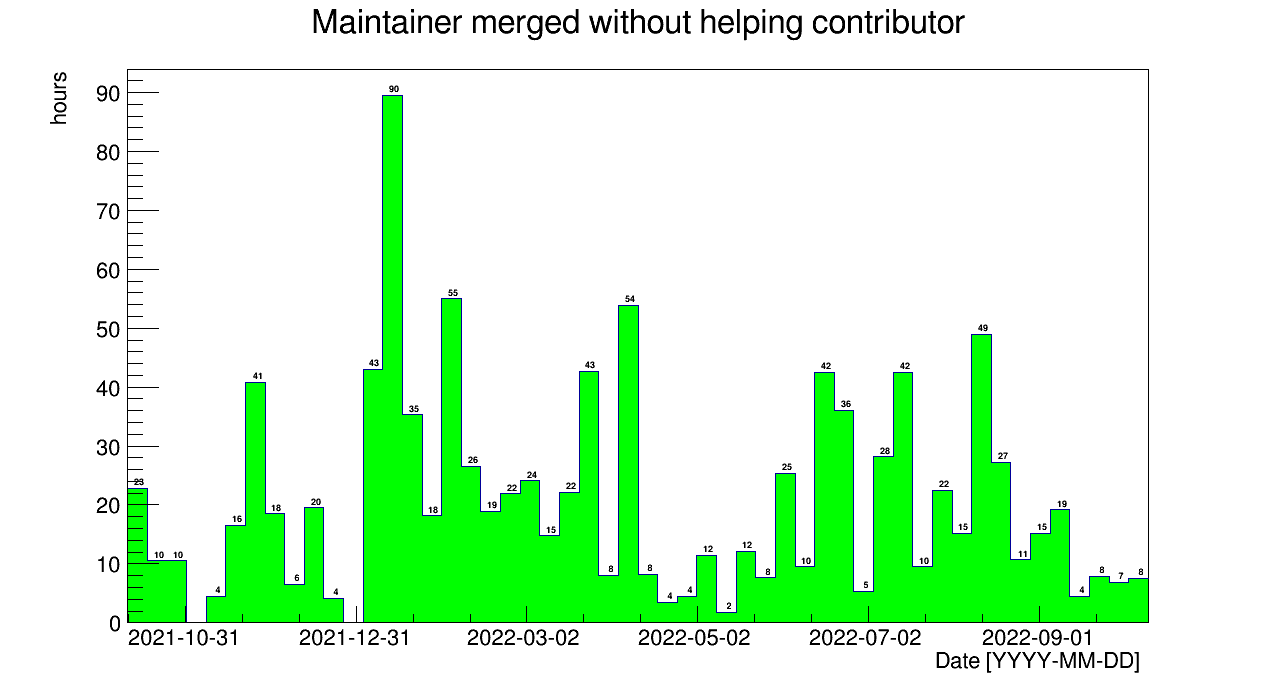 Maintainer merged without helping contributor
hours
90
80
70
60
50
40
30
20
10
0
23 10 10 4 16 41 18 6 20 4 43 90 35 18 55 26 19 22 24 15 22 43 8 54 8 4 4 12 2 12 8 25 10 42 36 5 28 42 10 22 15 49 27 11 15 19 4 8 7 8
2021-10-31 2021-12-31 2022-03-02 2022-05-02 2022-07-02 2022-09-01
Date [YYYY-MM-DD]